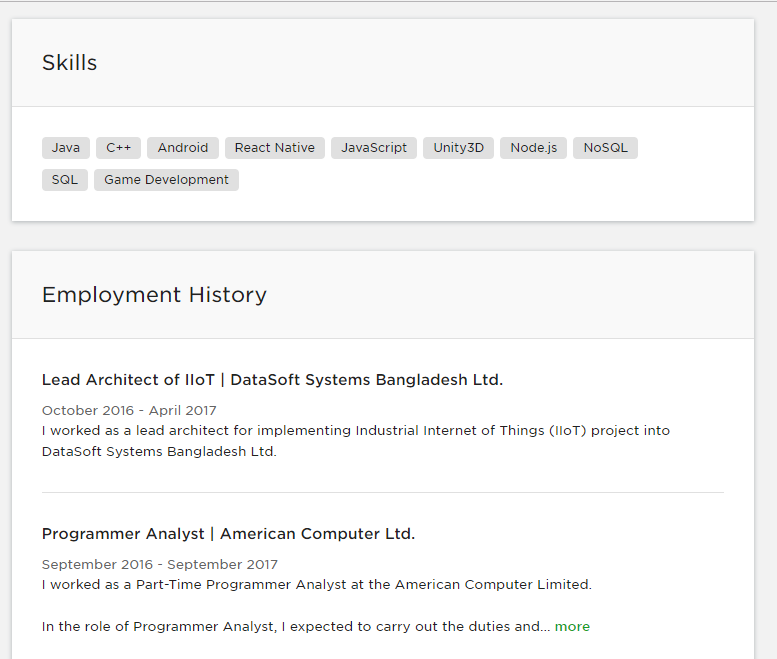 Skills
Java C++ Android React Native JavaScript Unity3D Node.js NoSQL
SQL Game Development
Employment History
Lead Architect of IIoT | DataSoft Systems Bangladesh Ltd.
October 2016 - April 2017
I worked as a lead architect for implementing Industrial Internet of Things (IIoT) project into
DataSoft Systems Bangladesh Ltd.
Programmer Analyst | American Computer Ltd.
September 2016 - September 2017
I worked as a Part-Time Programmer Analyst at the American Computer Limited.
In the role of Programmer Analyst, I expected to carry out the duties and... more